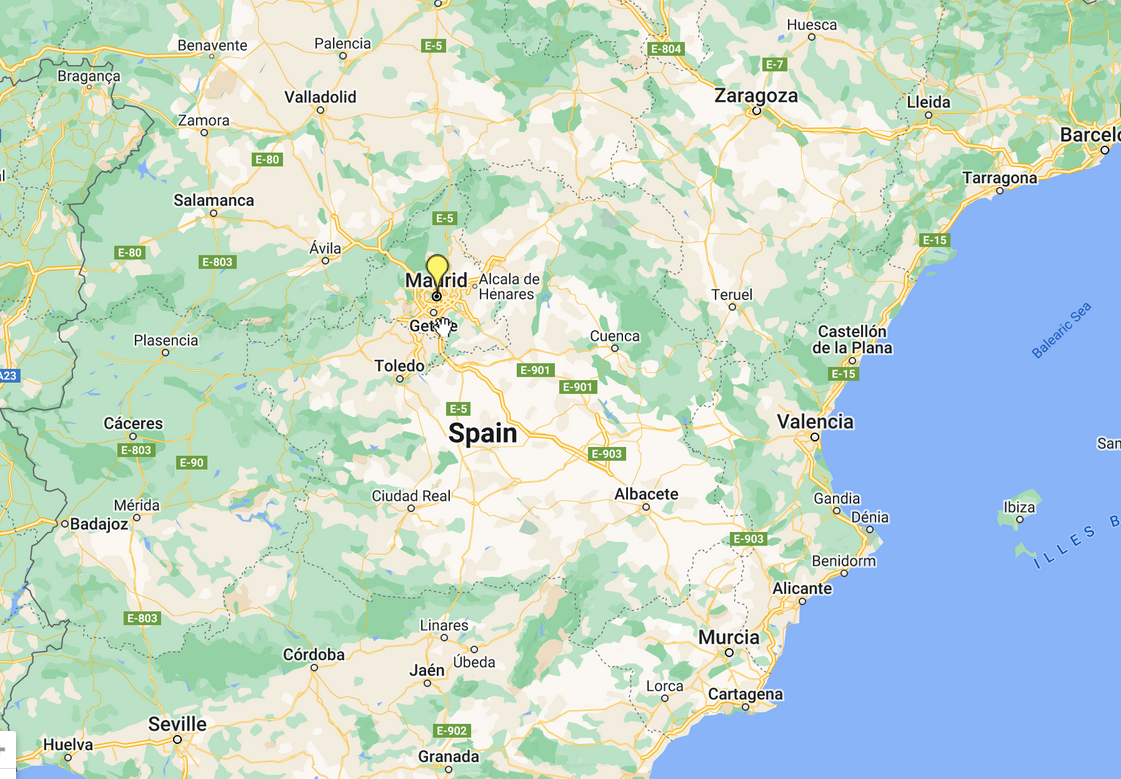 Huesca
Benavente
Palencia
E-5
E-804
E-7
Bragança
Valladolid
Zaragoza
Lleida
Zamora
Barcelo
E-80
Tarragona
Salamanca
E-5
E-15
Ávila
E-80
E-803
Madrid
Alcala de
Henares
Teruel
Balearic Sea
Castellón
de la Plana
Cuenca
Plasencia
Toledo
E-901
E-15
A23
E-901
E-5
Cáceres
Valencia
Spain
San
E-803
E-903
E-90
Ciudad Real
Albacete
Mérida
Gandia
Ibiza
Badajoz
Dénia
ILLES B
E-903
Benidorm
Alicante
E-803
Linares
Murcia
Córdoba
Úbeda
Jaén
Lorca
Cartagena
Seville
E-902
Huelva
Granada